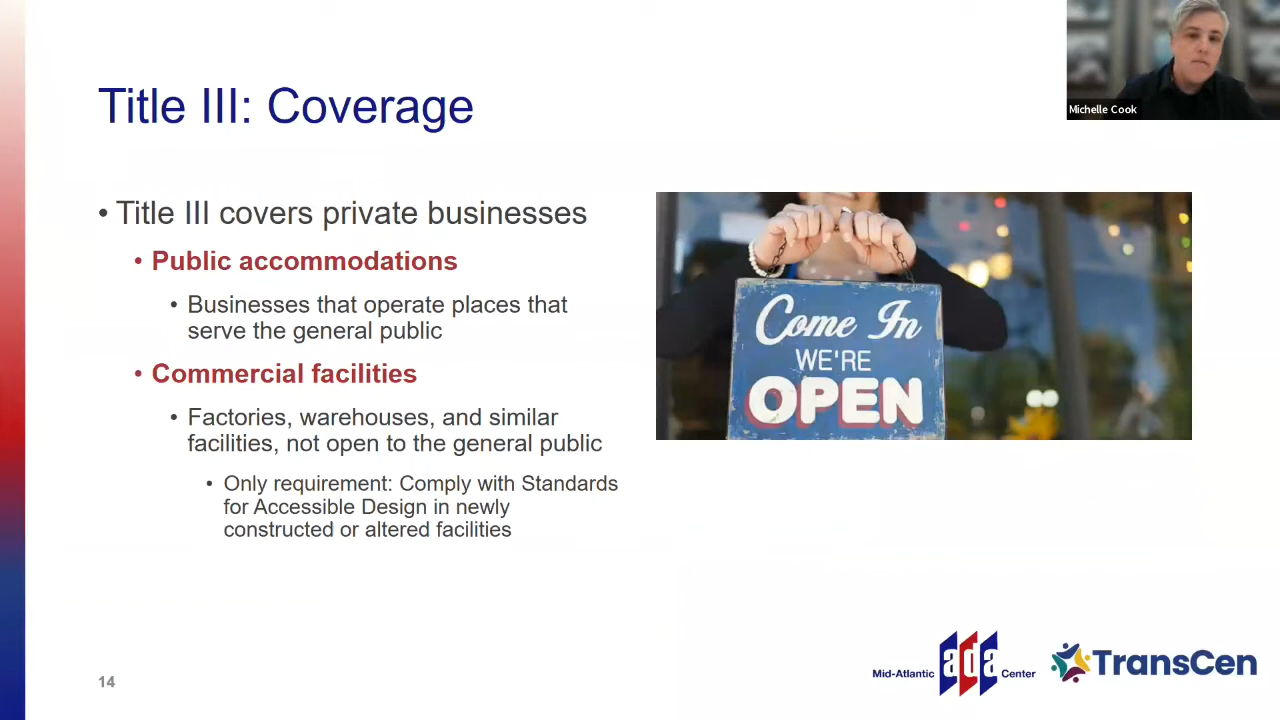 Title III: Coverage
Michelle Cook
• Title III covers private businesses
• Public accommodations
• Businesses that operate places that
serve the general public
• Commercial facilities
• Factories, warehouses, and similar
facilities, not open to the general public
• Only requirement: Comply with Standards
for Accessible Design in newly
constructed or altered facilities
Come In
WE'RE
OPEN
14
Mid-Atlantic ada Center
TransCen